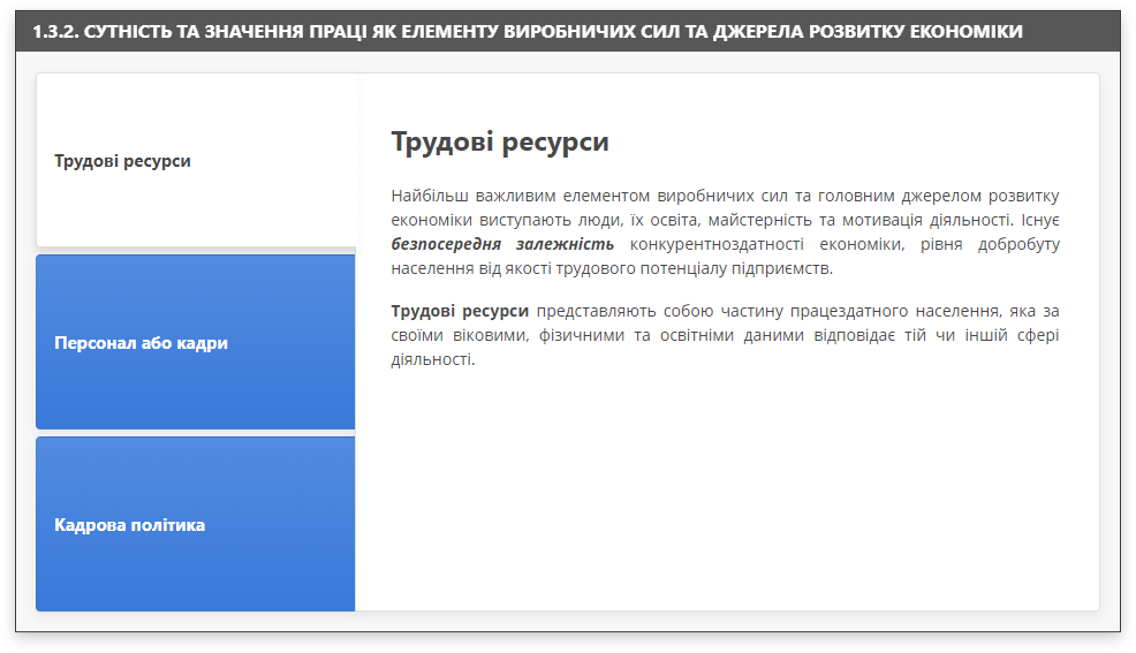 1.3.2. СУТНІСТЬ ТА ЗНАЧЕННЯ ПРАЦІ ЯК ЕЛЕМЕНТУ ВИРОБНИЧИХ СИЛ ТА ДЖЕРЕЛА РОЗВИТКУ ЕКОНОМІКИ
Трудові ресурси
Персонал або кадри
Кадрова політика
Трудові ресурси
Найбільш важливим елементом виробничих сил та головним джерелом розвитку
економіки виступають люди, їх освіта, майстерність та мотивація діяльності. Існує
безпосередня залежність конкурентноздатності економіки, рівня добробуту
населення від якості трудового потенціалу підприємств.
Трудові ресурси представляють собою частину працездатного населення, яка за
своїми віковими, фізичними та освітніми даними відповідає тій чи іншій сфері
діяльності.